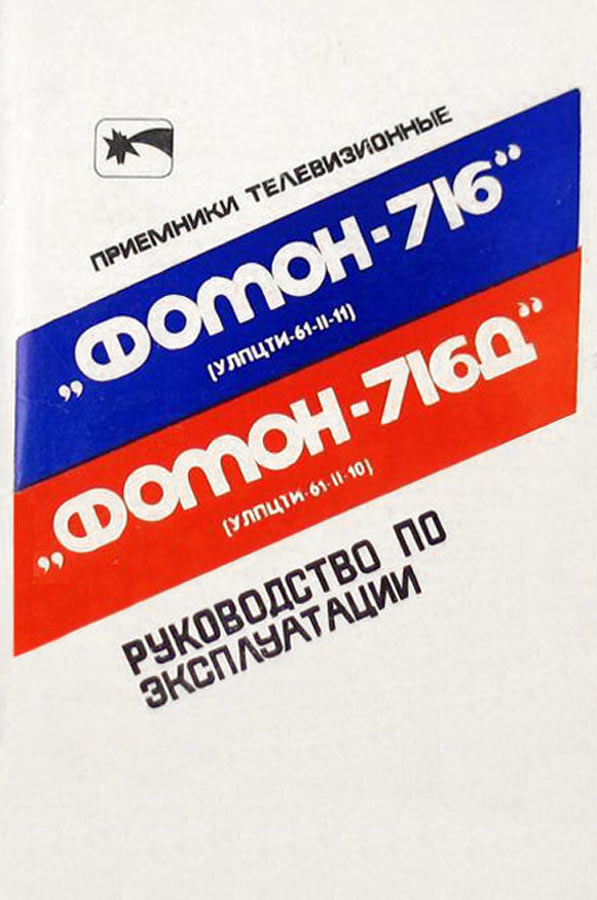 ПРИЕМНИКИ ТЕЛЕВИЗИОННЫЕ
„ФОТОН-716“
(УЛПЦТИ-61-II-11)
„ФОТОН-716Д“
(УЛПЦТИ-61-II-10)
РУКОВОДСТВО ПО
ЭКСПЛУАТАЦИИ